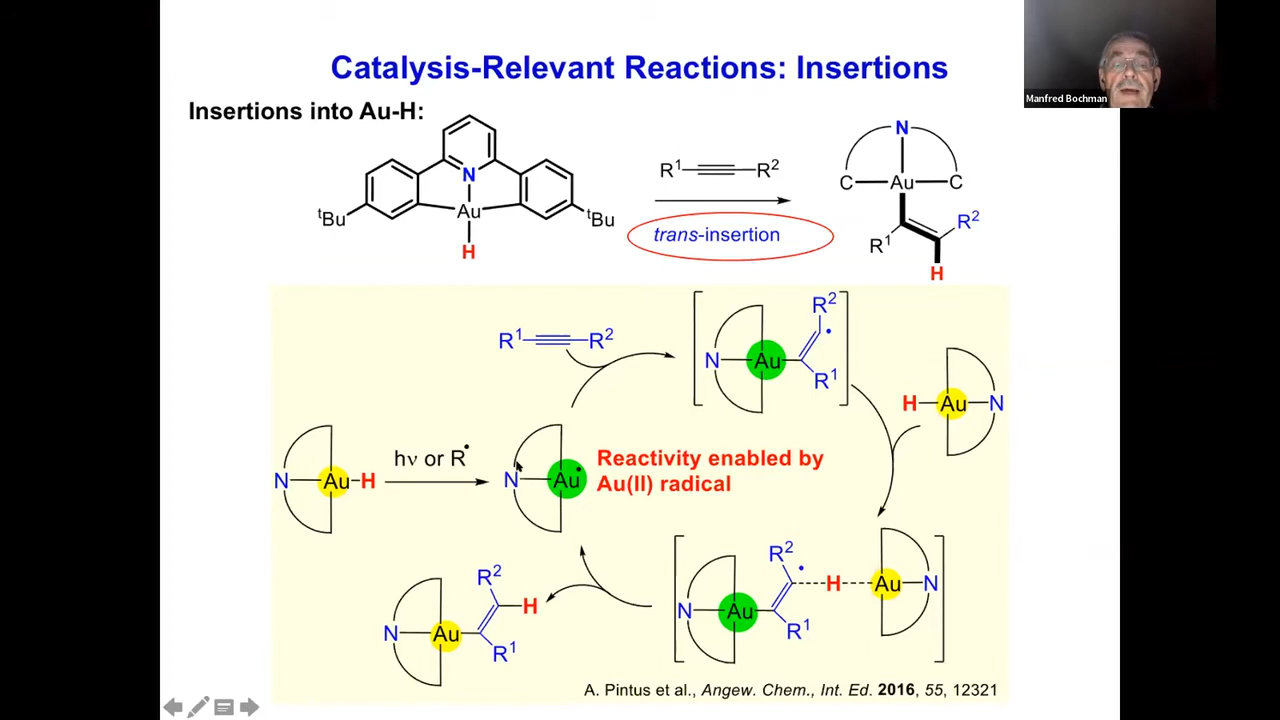 Catalysis-Relevant Reactions: Insertions
Manfred Bochman
Insertions into Au-H:
N
Au
H
tBu
tBu
R1 R2
trans-insertion
N
C Au C
R1 R2
H
R1 R2
N Au R2
R1
H Au N
N Au H
hν or R•
N Au•
Reactivity enabled by
Au(II) radical
N Au R2 H
R1
N Au R2 H Au N
R1
A. Pintus et al., Angew. Chem., Int. Ed. 2016, 55, 12321